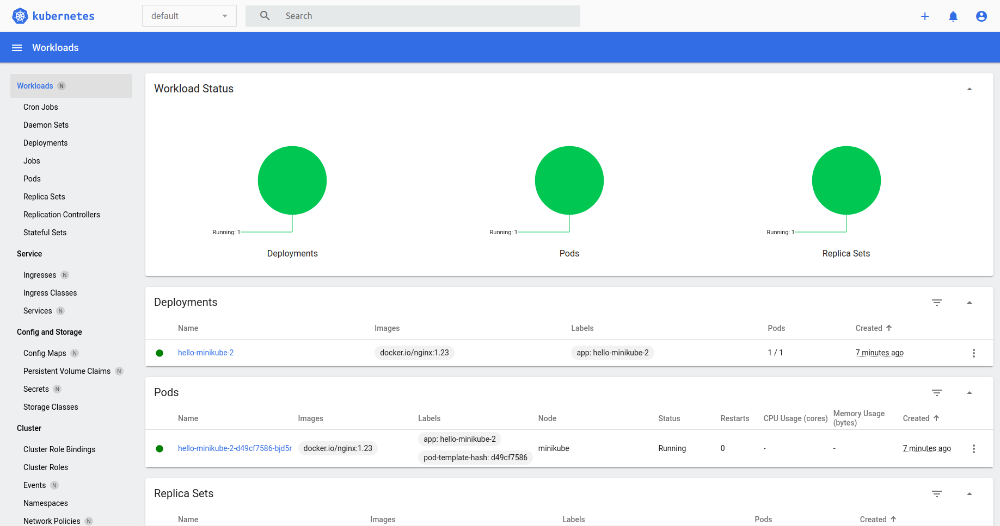 kubernetes
default
Search
Workloads
Workloads N
Cron Jobs
Daemon Sets
Deployments
Jobs
Pods
Replica Sets
Replication Controllers
Stateful Sets
Service
Ingresses N
Ingress Classes
Services N
Config and Storage
Config Maps N
Persistent Volume Claims N
Secrets N
Storage Classes
Cluster
Cluster Role Bindings
Cluster Roles
Events N
Namespaces
Network Policies N
Workload Status
Running: 1
Deployments
Running: 1
Pods
Running: 1
Replica Sets
Deployments
Name Images Labels Pods Created
hello-minikube-2 docker.io/nginx:1.23 app: hello-minikube-2 1 / 1 7 minutes ago
Pods
Name Images Labels Node Status Restarts CPU Usage (cores) Memory Usage
(bytes) Created
app: hello-minikube-2
hello-minikube-2-d49cf7586-bjd5r docker.io/nginx:1.23 minikube Running 0 - - 7 minutes ago
pod-template-hash: d49cf7586
Replica Sets
Name Images Labels Pods Created